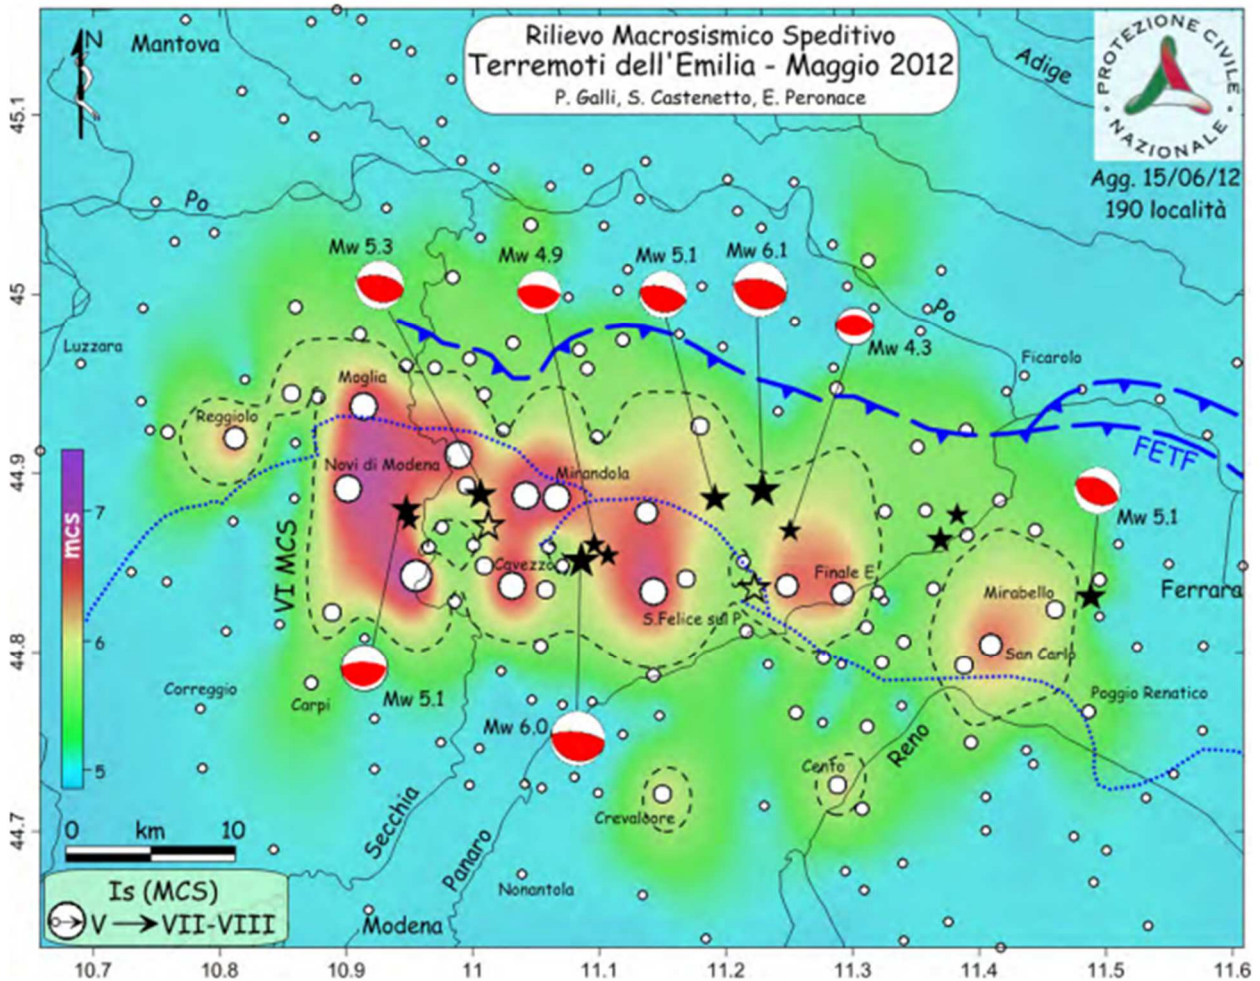 Rilievo Macrosismico Speditivo
Terremoti dell'Emilia - Maggio 2012
P. Galli, S. Castenetto, E. Peronace
PROTEZIONE CIVILE
NAZIONALE
Agg. 15/06/12
190 località
N
Mantova
Adige
Po
Mw 5.3
Mw 4.9
Mw 5.1
Mw 6.1
Po
Mw 4.3
Luzzara
Ficarolo
Moglia
Reggiolo
FETF
Novi di Modena
Mirandola
Mw 5.1
VI MCS
Cavezzo
Finale E.
Mirabello
Ferrara
S.Felice sul P.
San Carlo
Correggio
Carpi
Mw 5.1
Poggio Renatico
Mw 6.0
Reno
Cento
Crevalcore
Secchia
Panaro
Nonantola
Modena
mcs
7
6
5
0 km 10
Is (MCS)
V VII-VIII
45.1
45
44.9
44.8
44.7
10.7 10.8 10.9 11 11.1 11.2 11.3 11.4 11.5 11.6